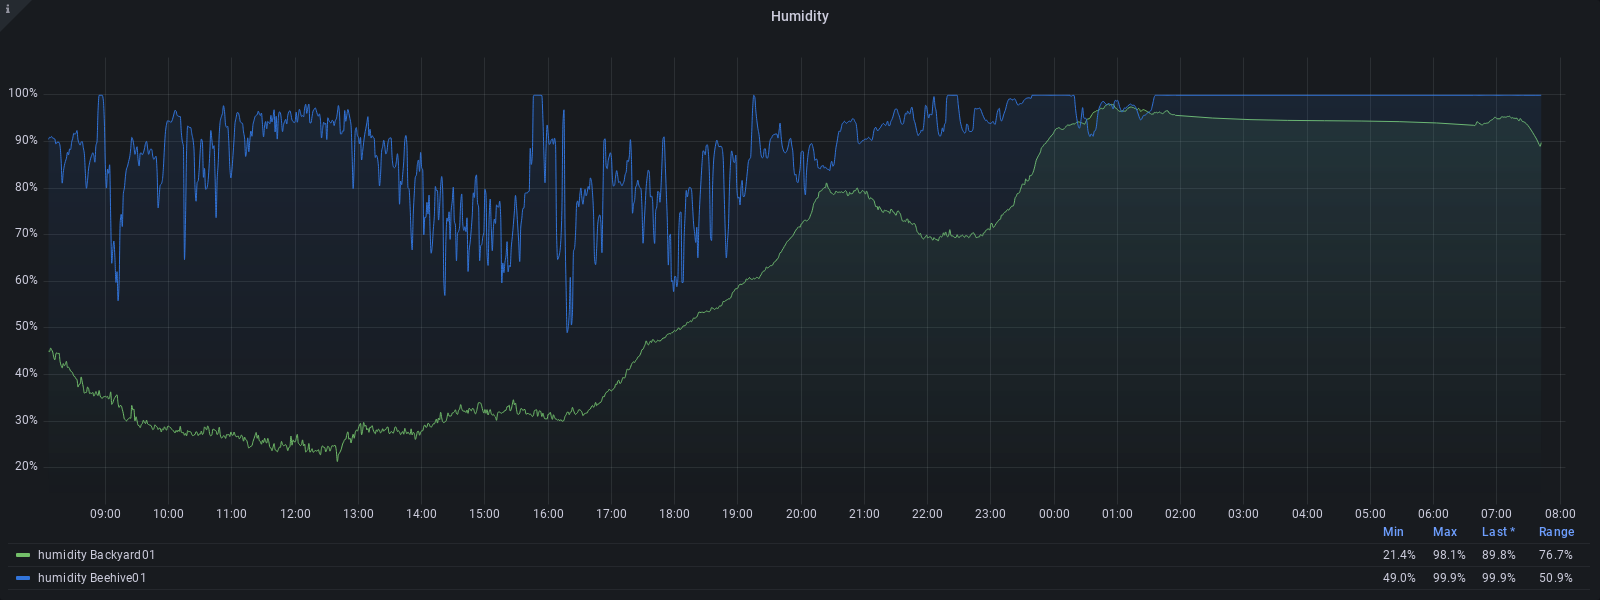 i
Humidity
100%
90%
80%
70%
60%
50%
40%
30%
20%
09:00 10:00 11:00 12:00 13:00 14:00 15:00 16:00 17:00 18:00 19:00 20:00 21:00 22:00 23:00 00:00 01:00 02:00 03:00 04:00 05:00 06:00 07:00 08:00
Min Max Last * Range
humidity Backyard01 21.4% 98.1% 89.8% 76.7%
humidity Beehive01 49.0% 99.9% 99.9% 50.9%